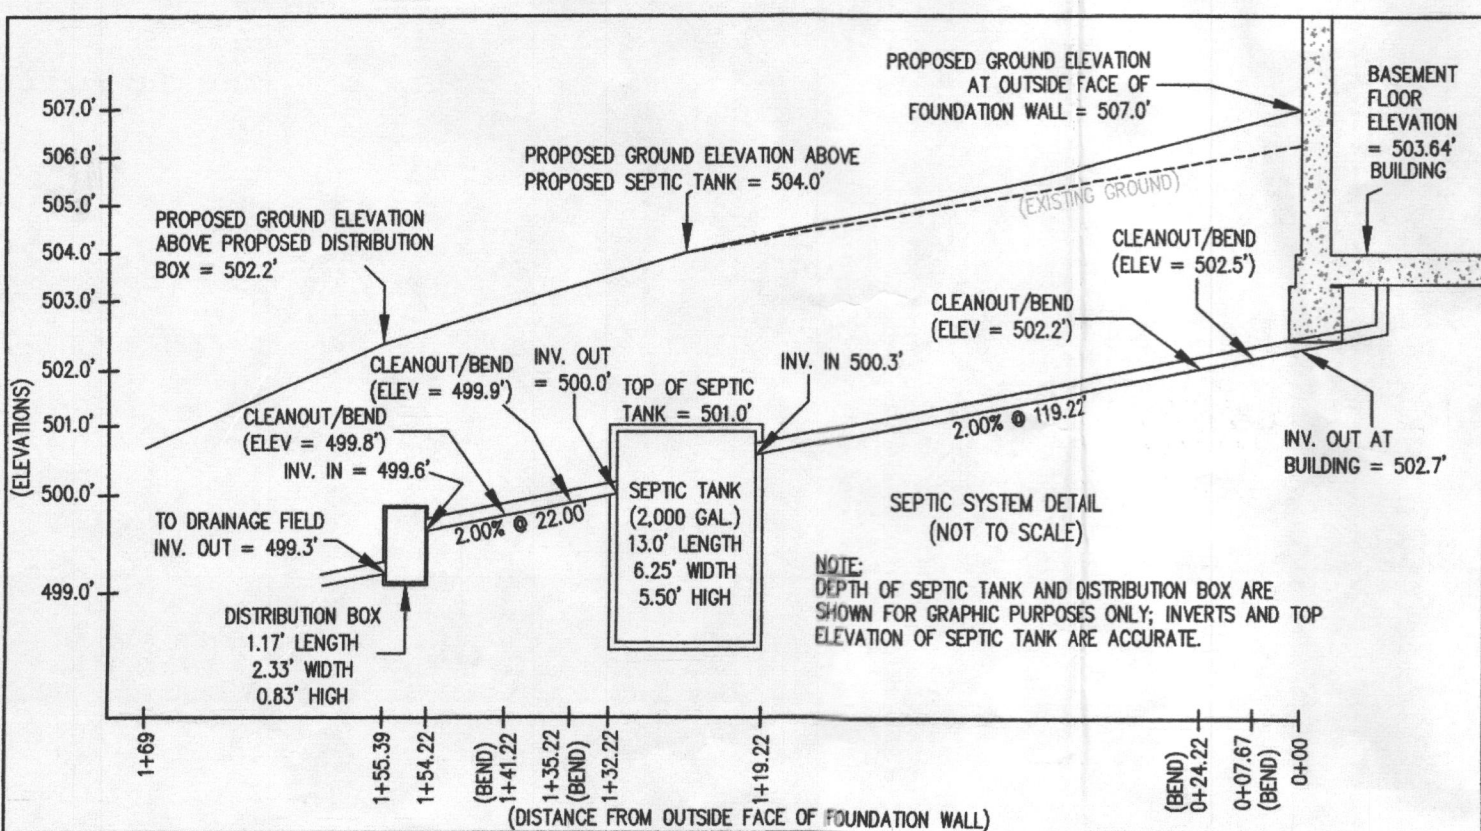 PROPOSED GROUND ELEVATION
AT OUTSIDE FACE OF
FOUNDATION WALL = 507.0'
BASEMENT
FLOOR
ELEVATION
= 503.64'
BUILDING
507.0'
506.0'
505.0'
504.0'
503.0'
502.0'
501.0'
500.0'
499.0'
(ELEVATIONS)
PROPOSED GROUND ELEVATION ABOVE
PROPOSED SEPTIC TANK = 504.0'
(EXISTING GROUND)
PROPOSED GROUND ELEVATION
ABOVE PROPOSED DISTRIBUTION
BOX = 502.2'
CLEANOUT/BEND
(ELEV = 502.5')
CLEANOUT/BEND
(ELEV = 502.2')
CLEANOUT/BEND
(ELEV = 499.9')
INV. OUT
= 500.0'
TOP OF SEPTIC
TANK = 501.0'
INV. IN 500.3'
CLEANOUT/BEND
(ELEV = 499.8')
INV. IN = 499.6'
2.00% @ 119.22'
INV. OUT AT
BUILDING = 502.7'
TO DRAINAGE FIELD
INV. OUT = 499.3'
2.00% @ 22.00'
SEPTIC TANK
(2,000 GAL.)
13.0' LENGTH
6.25' WIDTH
5.50' HIGH
SEPTIC SYSTEM DETAIL
(NOT TO SCALE)
NOTE:
DEPTH OF SEPTIC TANK AND DISTRIBUTION BOX ARE
SHOWN FOR GRAPHIC PURPOSES ONLY; INVERTS AND TOP
ELEVATION OF SEPTIC TANK ARE ACCURATE.
DISTRIBUTION BOX
1.17' LENGTH
2.33' WIDTH
0.83' HIGH
1+69
1+55.39
1+54.22
(BEND)
1+41.22
1+35.22
(BEND)
1+32.22
1+19.22
(BEND)
0+24.22
0+07.67
(BEND)
0+00
(DISTANCE FROM OUTSIDE FACE OF FOUNDATION WALL)